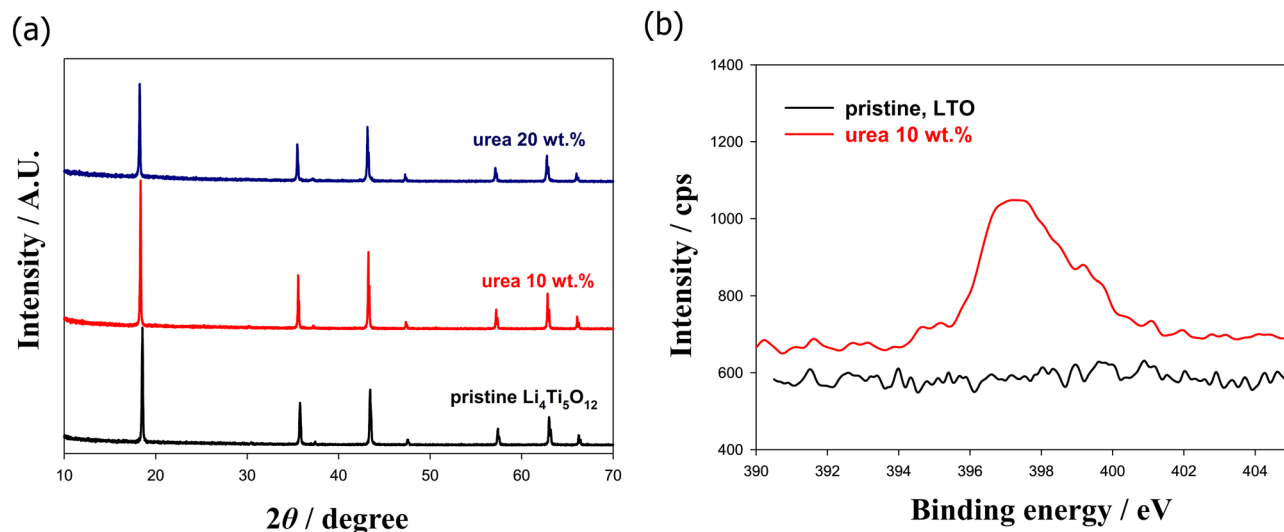 (a)
urea 20 wt.%
urea 10 wt.%
pristine Li₄Ti₅O₁₂
Intensity / A.U.
10 20 30 40 50 60 70
2θ / degree
(b)
1400
1200
1000
800
600
400
pristine, LTO
urea 10 wt.%
Intensity / cps
390 392 394 396 398 400 402 404
Binding energy / eV